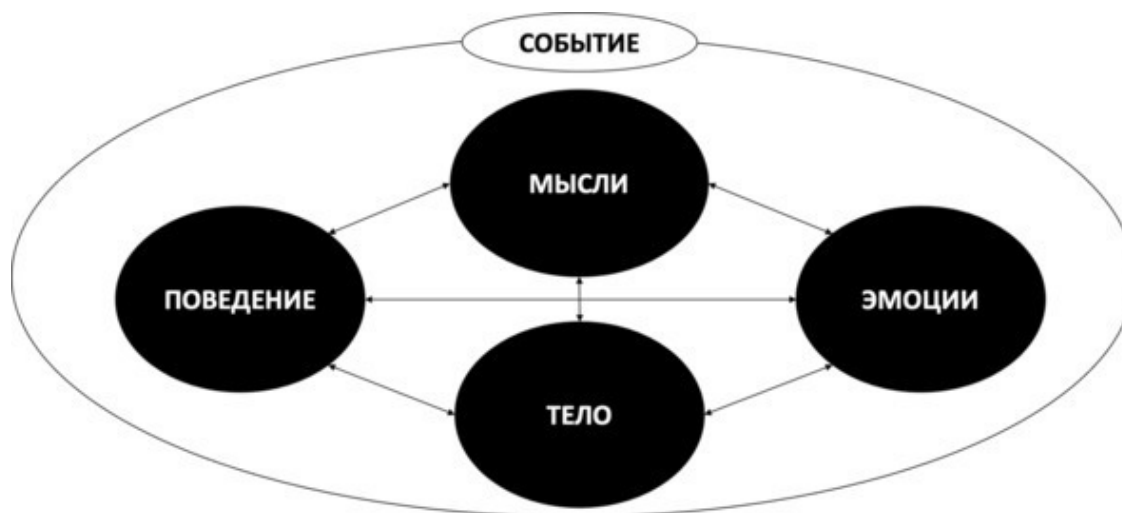 СОБЫТИЕ
МЫСЛИ
ПОВЕДЕНИЕ
ЭМОЦИИ
ТЕЛО